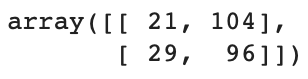 array([[ 21, 104],
       [ 29,  96]])